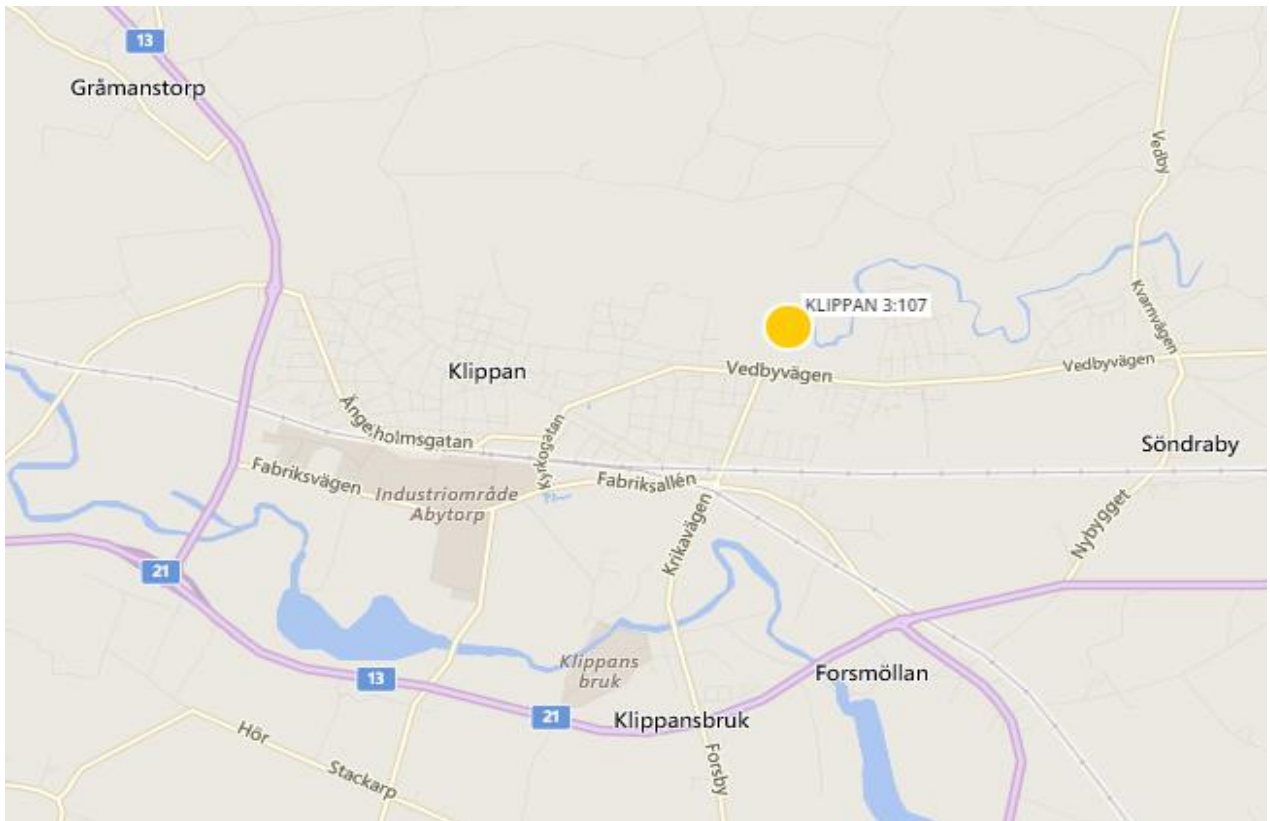 13
Gråmanstorp
Vedby
KLIPPAN 3:107
Kvarnvägen
Klippan
Vedbyvägen
Vedbyvägen
Ängelholmsgatan
Kyrkogatan
Söndraby
Fabriksvägen
Fabriksallén
Industriområde
Abytorp
Krikavägen
Nybygget
21
Klippans
bruk
Forsmöllan
13
21
Klippansbruk
Hör
Stackarp
Forsby